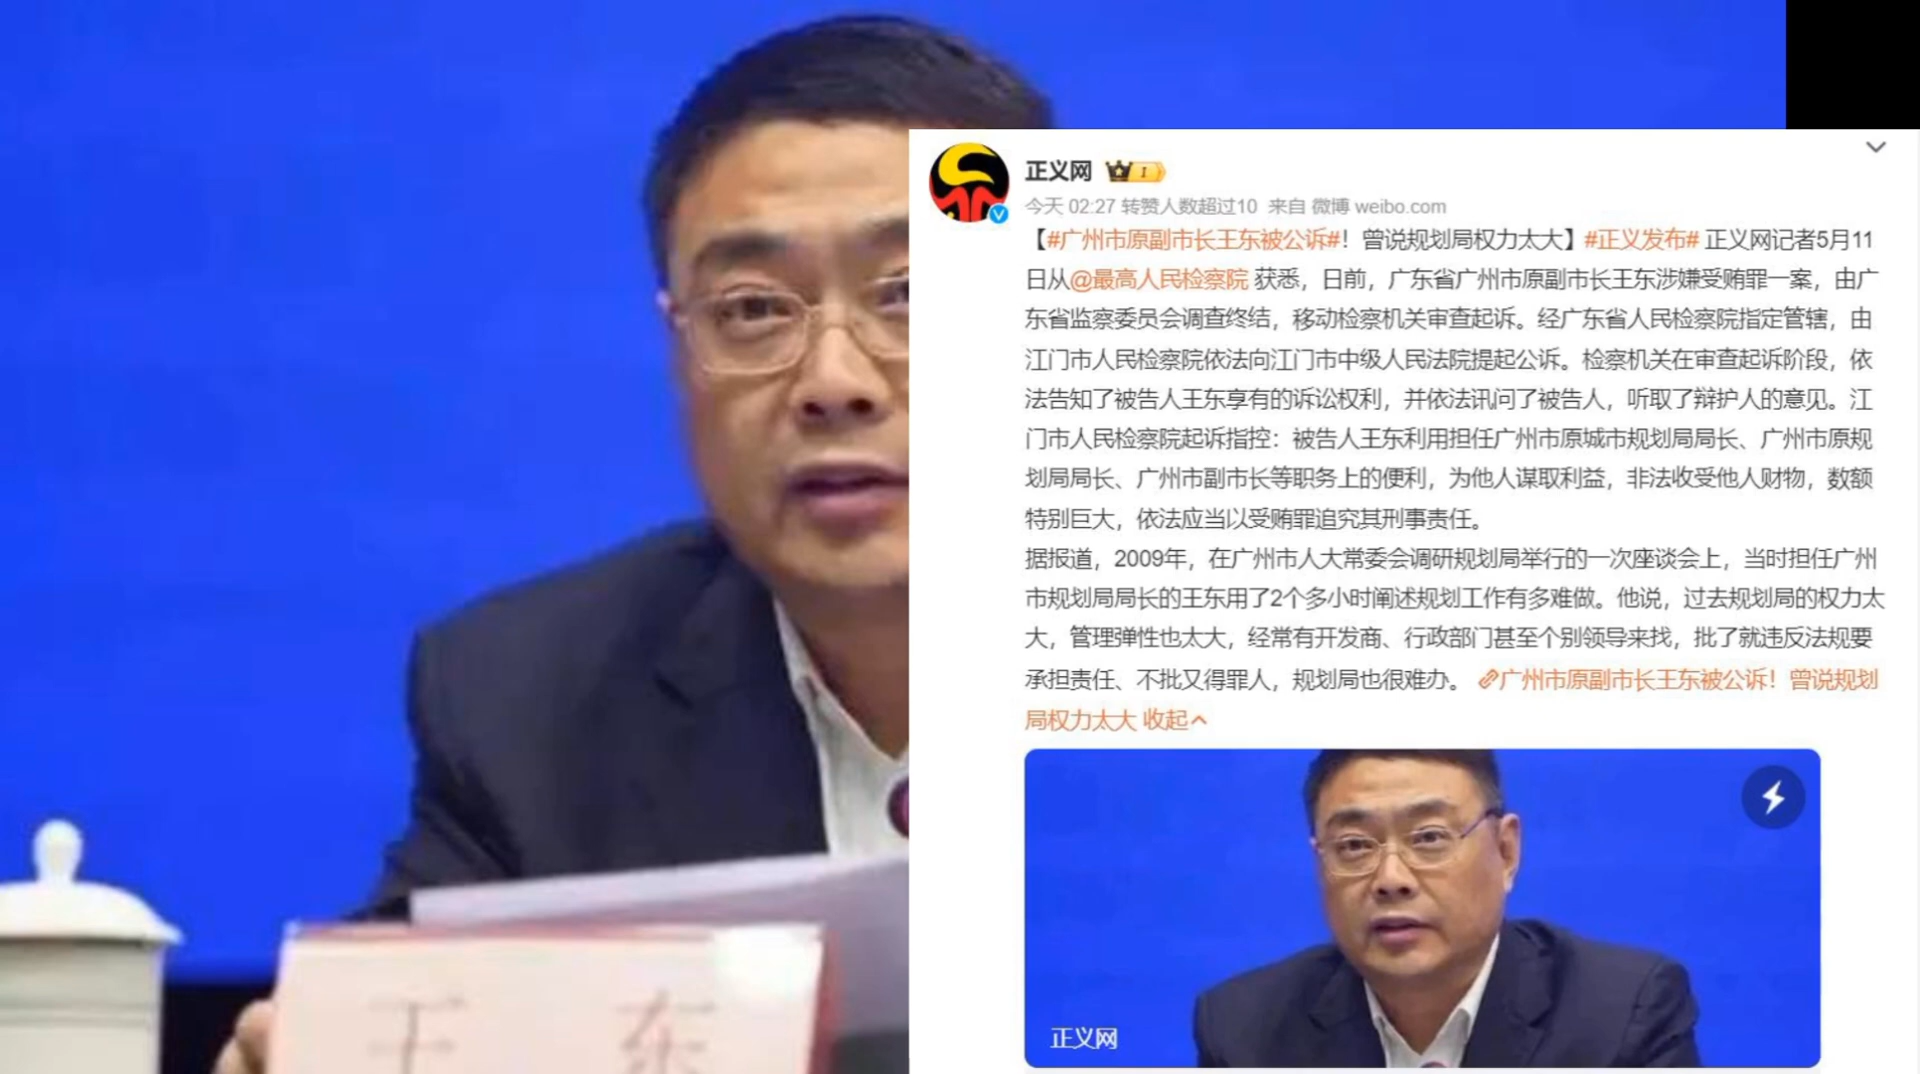 正义网
今天 02:27 转赞人数超过10 来自 微博 weibo.com
【#广州市原副市长王东被公诉#！曾说规划局权力太大】#正义发布# 正义网记者5月11
日从@最高人民检察院 获悉，日前，广东省广州市原副市长王东涉嫌受贿罪一案，由广
东省监察委员会调查终结，移动检察机关审查起诉。经广东省人民检察院指定管辖，由
江门市人民检察院依法向江门市中级人民法院提起公诉。检察机关在审查起诉阶段，依
法告知了被告人王东享有的诉讼权利，并依法讯问了被告人，听取了辩护人的意见。江
门市人民检察院起诉指控：被告人王东利用担任广州市原城市规划局局长、广州市原规
划局局长、广州市副市长等职务上的便利，为他人谋取利益，非法收受他人财物，数额
特别巨大，依法应当以受贿罪追究其刑事责任。
据报道，2009年，在广州市人大常委会调研规划局举行的一次座谈会上，当时担任广州
市规划局局长的王东用了2个多小时阐述规划工作有多难做。他说，过去规划局的权力太
大，管理弹性也太大，经常有开发商、行政部门甚至个别领导来找，批了就违反法规要
承担责任、不批又得罪人，规划局也很难办。 广州市原副市长王东被公诉！曾说规划
局权力太大 收起
正义网
王 东